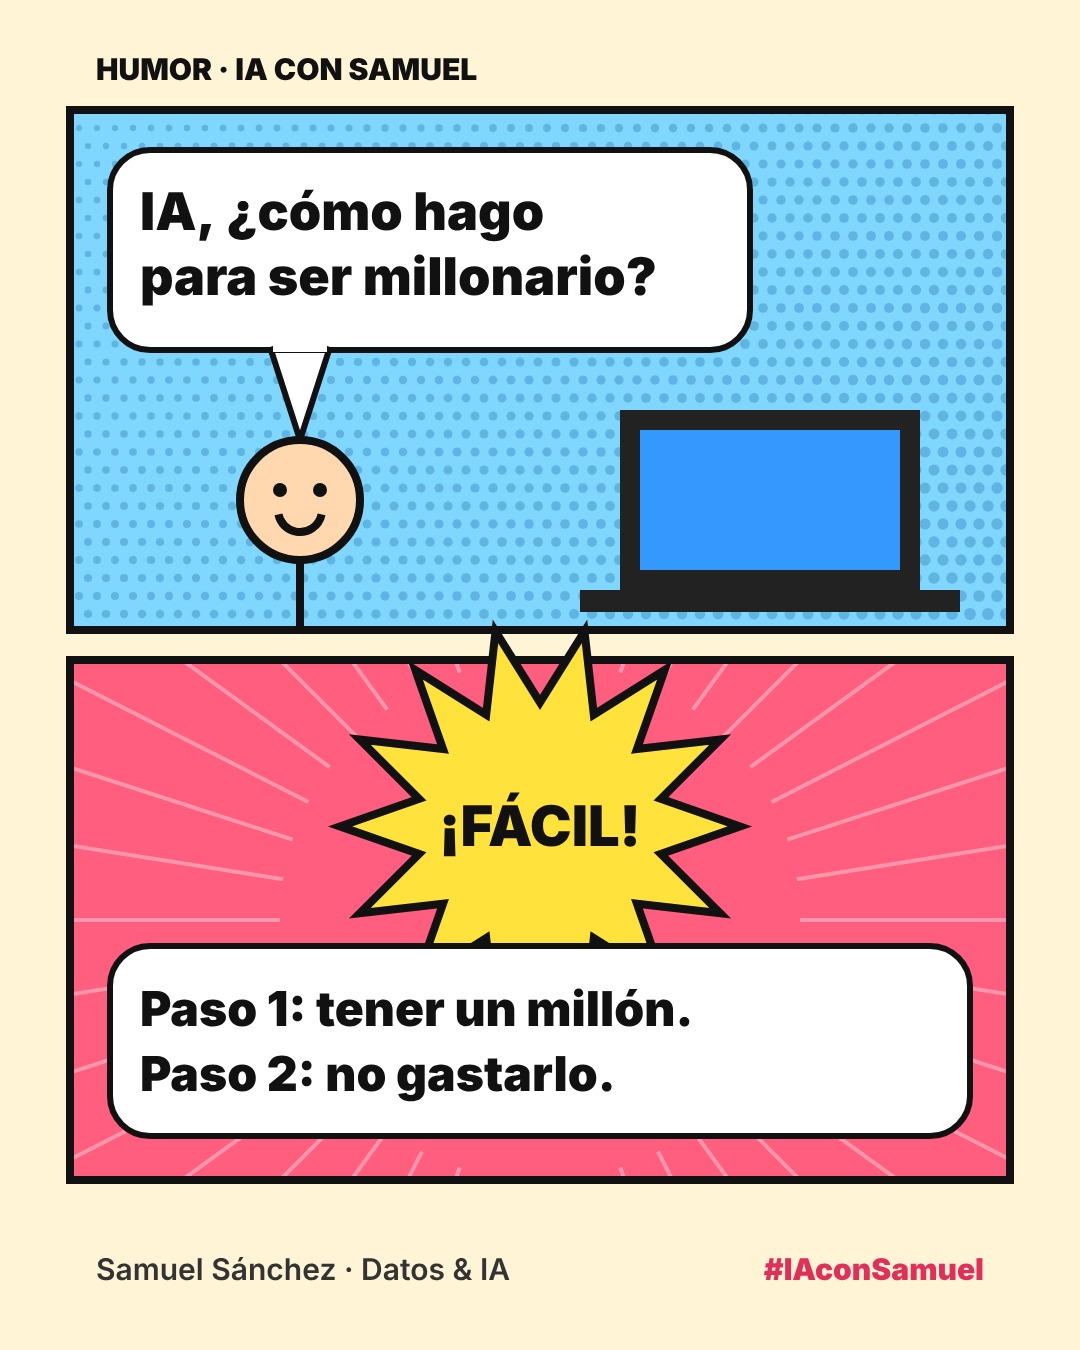 HUMOR · IA CON SAMUEL
IA, ¿cómo hago
para ser millonario?
¡FÁCIL!
Paso 1: tener un millón.
Paso 2: no gastarlo.
Samuel Sánchez · Datos & IA
#IAconSamuel